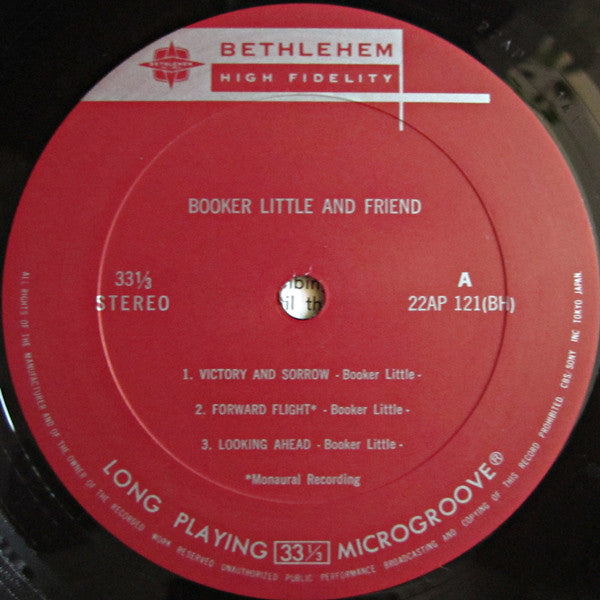 BETHLEHEM
BETHLEHEM
HIGH FIDELITY
BOOKER LITTLE AND FRIEND
33⅓
STEREO
A
22AP 121(BH)
1. VICTORY AND SORROW - Booker Little -
2. FORWARD FLIGHT* - Booker Little -
3. LOOKING AHEAD - Booker Little -
*Monaural Recording
LONG PLAYING 33⅓ MICROGROOVE®
ALL RIGHTS OF THE MANUFACTURER AND OF THE OWNER OF THE RECORDED WORK RESERVED UNAUTHORIZED PUBLIC PERFORMANCE BROADCASTING AND COPYING OF THIS RECORD PROHIBITED. CBS/SONY INC TOKYO JAPAN.